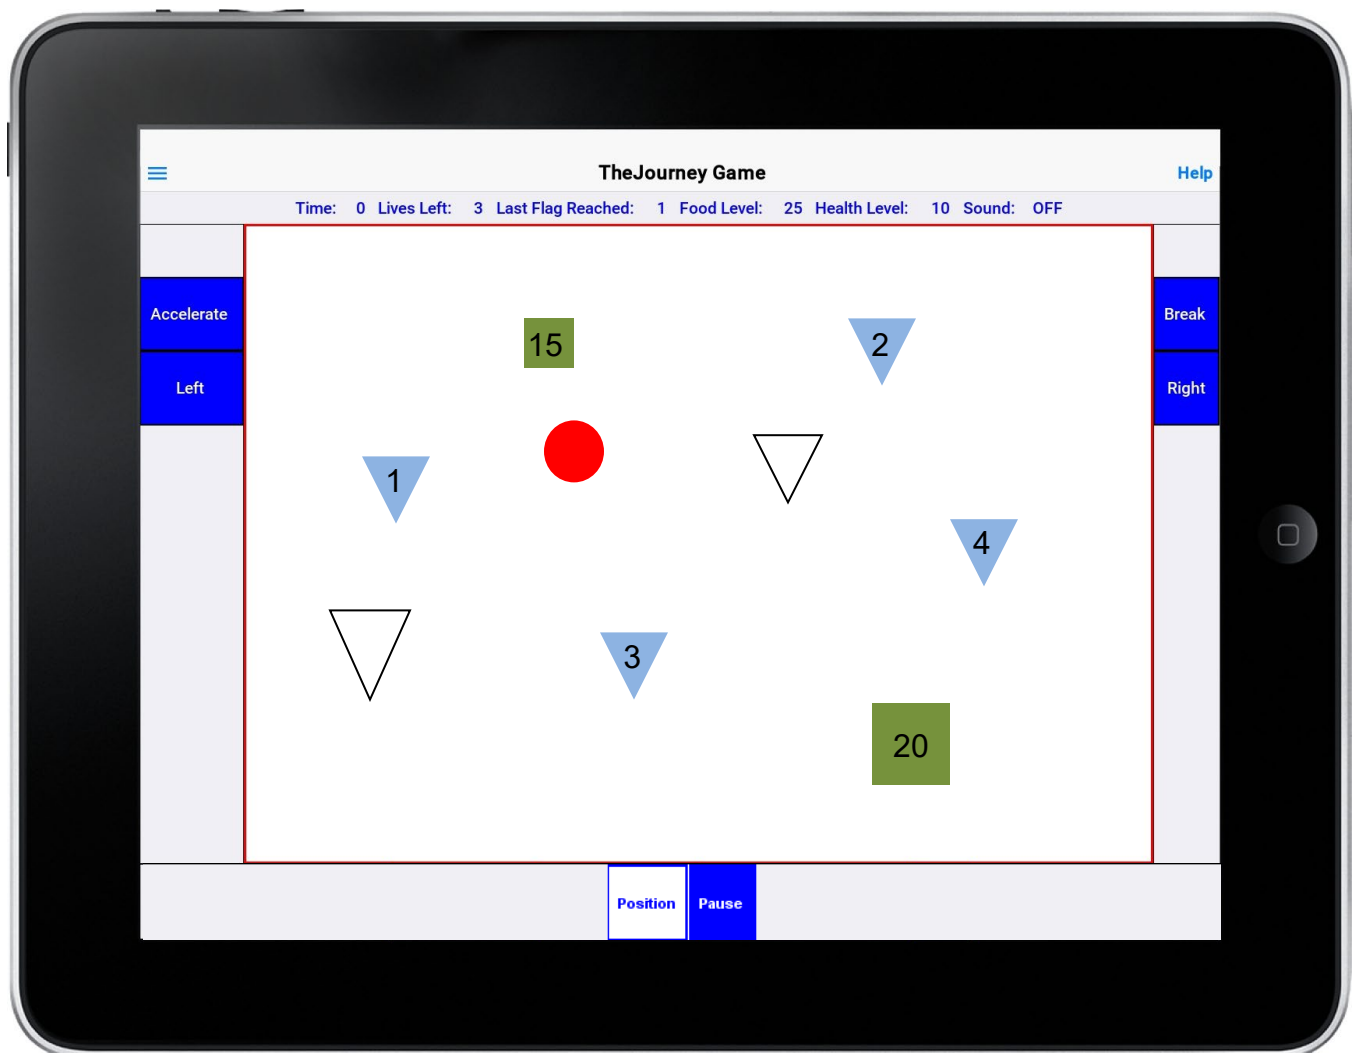 TheJourney Game
Help
Time: 0 Lives Left: 3 Last Flag Reached: 1 Food Level: 25 Health Level: 10 Sound: OFF
Accelerate
Break
Left
Right
15
2
1
4
3
20
Position
Pause